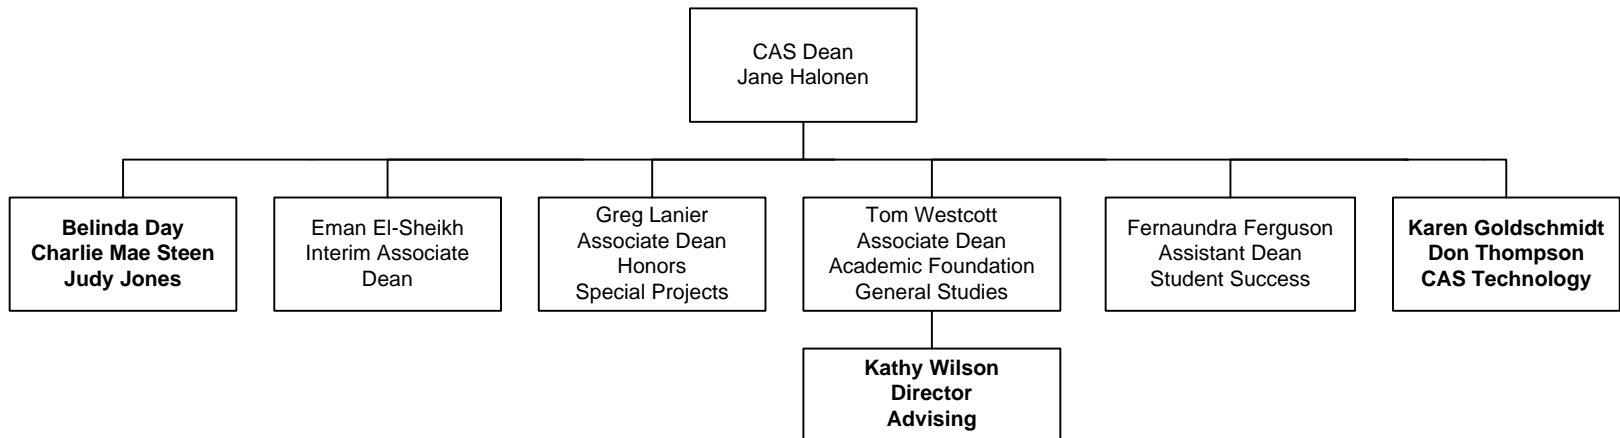 CAS Dean
Jane Halonen
Belinda Day
Charlie Mae Steen
Judy Jones
Eman El-Sheikh
Interim Associate
Dean
Greg Lanier
Associate Dean
Honors
Special Projects
Tom Westcott
Associate Dean
Academic Foundation
General Studies
Fernaundra Ferguson
Assistant Dean
Student Success
Karen Goldschmidt
Don Thompson
CAS Technology
Kathy Wilson
Director
Advising